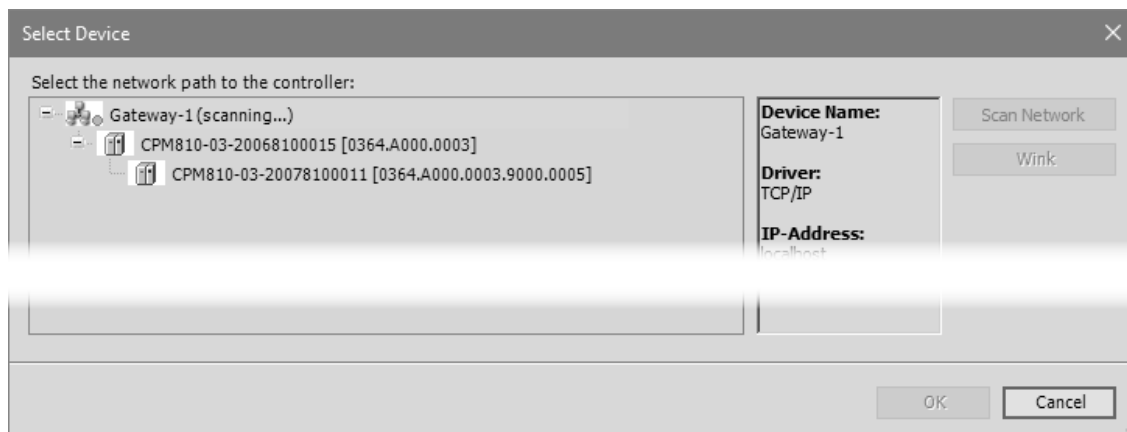 Select Device
Select the network path to the controller:
Gateway-1 (scanning...)
CPM810-03-20068100015 [0364.A000.0003]
CPM810-03-20078100011 [0364.A000.0003.9000.0005]
Device Name:
Gateway-1
Driver:
TCP/IP
IP-Address:
localhost
Scan Network
Wink
OK
Cancel